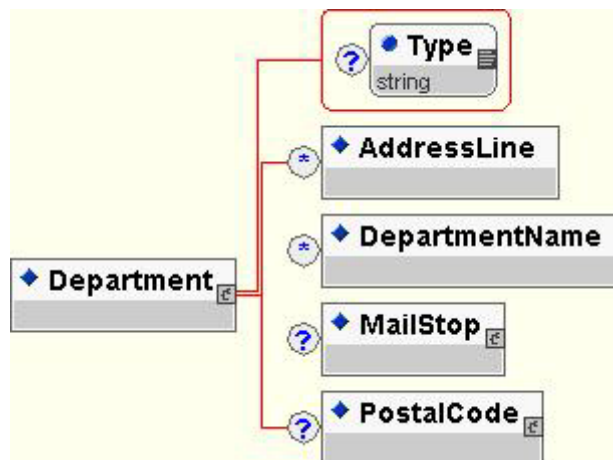 ? Type
string
* AddressLine
* DepartmentName
Department
? MailStop
? PostalCode